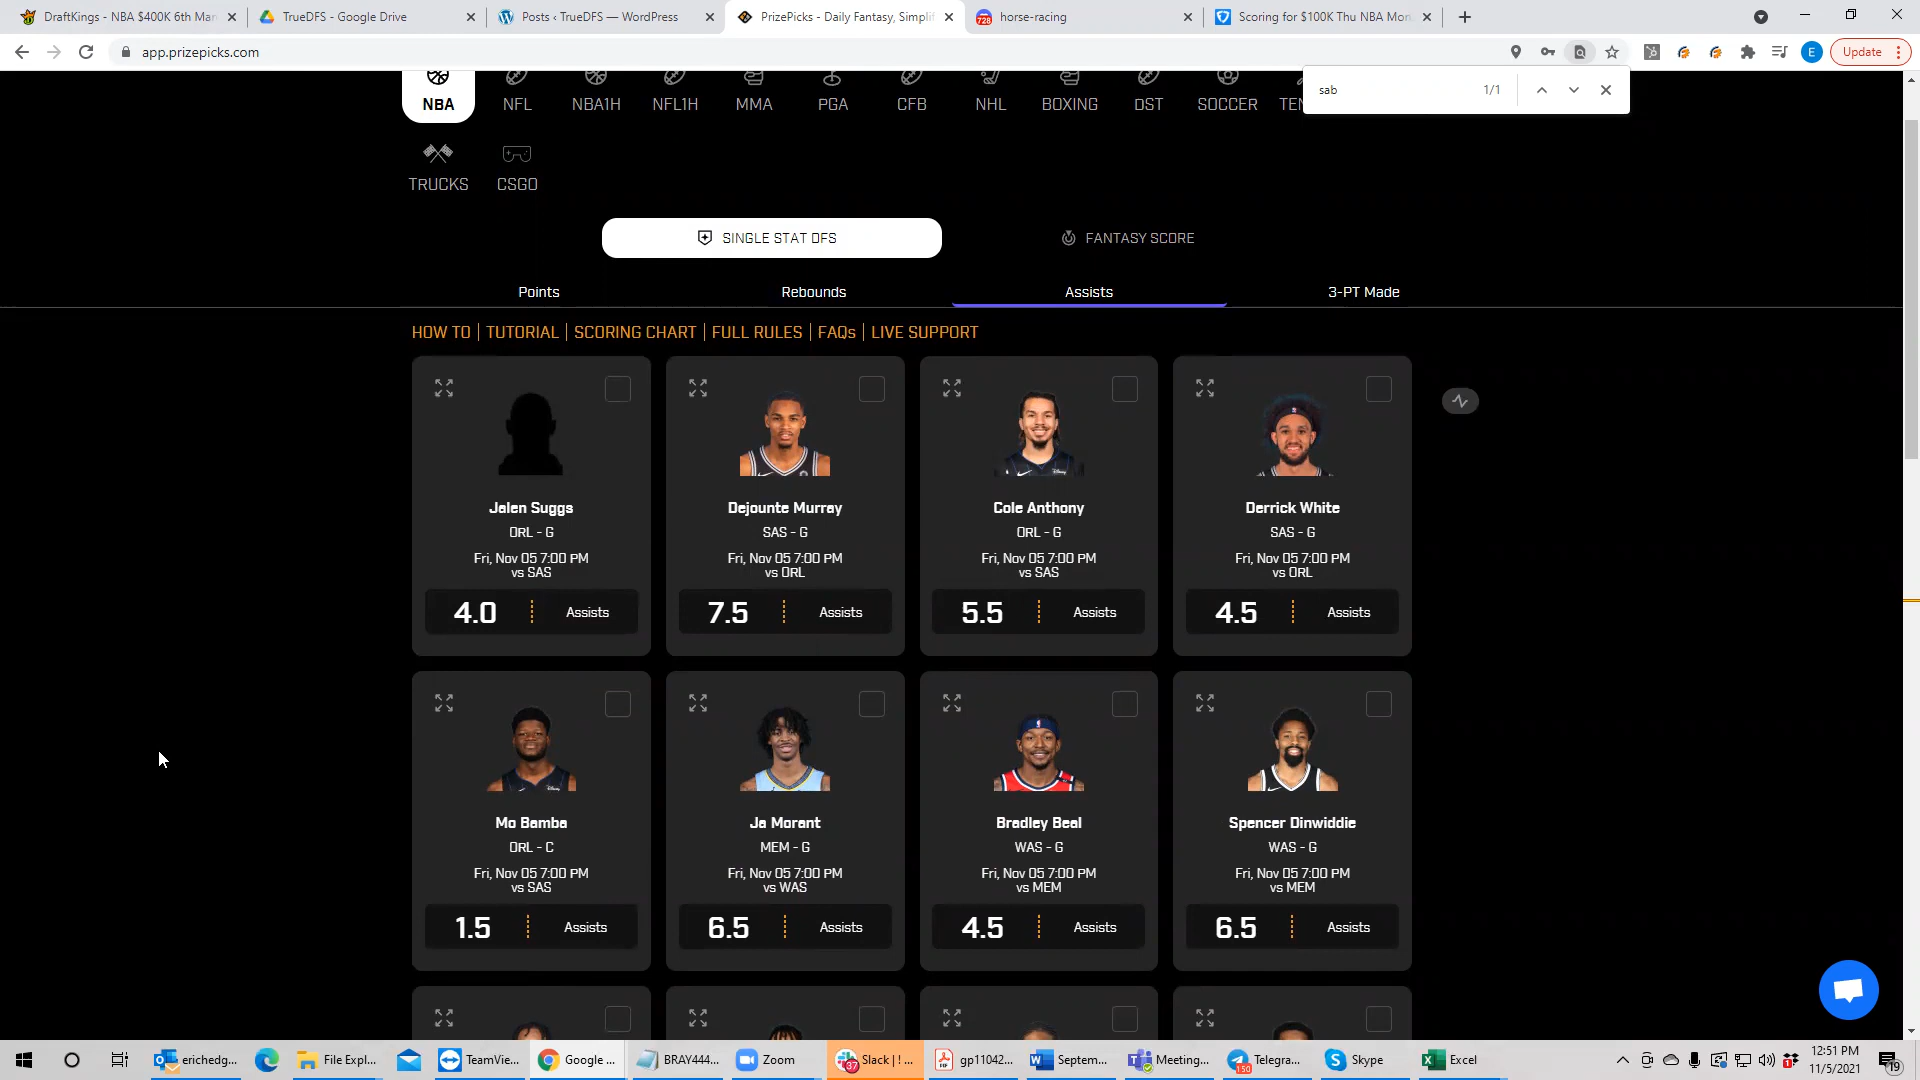 DraftKings - NBA $400K 6th Man
TrueDFS - Google Drive
Posts ‹ TrueDFS — WordPress
PrizePicks - Daily Fantasy, Simplifi
horse-racing
Scoring for $100K Thu NBA Mon
app.prizepicks.com
E
Update
sab
1/1
NBA
NFL
NBA1H
NFL1H
MMA
PGA
CFB
NHL
BOXING
DST
SOCCER
TEN
TRUCKS
CSGO
SINGLE STAT DFS
FANTASY SCORE
Points
Rebounds
Assists
3-PT Made
HOW TO | TUTORIAL | SCORING CHART | FULL RULES | FAQs | LIVE SUPPORT
Jalen Suggs
ORL - G
Fri, Nov 05 7:00 PM
vs SAS
4.0 Assists
Dejounte Murray
SAS - G
Fri, Nov 05 7:00 PM
vs ORL
7.5 Assists
Cole Anthony
ORL - G
Fri, Nov 05 7:00 PM
vs SAS
5.5 Assists
Derrick White
SAS - G
Fri, Nov 05 7:00 PM
vs ORL
4.5 Assists
Mo Bamba
ORL - C
Fri, Nov 05 7:00 PM
vs SAS
1.5 Assists
Ja Morant
MEM - G
Fri, Nov 05 7:00 PM
vs WAS
6.5 Assists
Bradley Beal
WAS - G
Fri, Nov 05 7:00 PM
vs MEM
4.5 Assists
Spencer Dinwiddie
WAS - G
Fri, Nov 05 7:00 PM
vs MEM
6.5 Assists
erichedg...
File Expl...
TeamVie...
Google ...
BRAY444...
Zoom
Slack | ! ...
gp11042...
Septem...
Meeting...
Telegra...
Skype
Excel
12:51 PM
11/5/2021